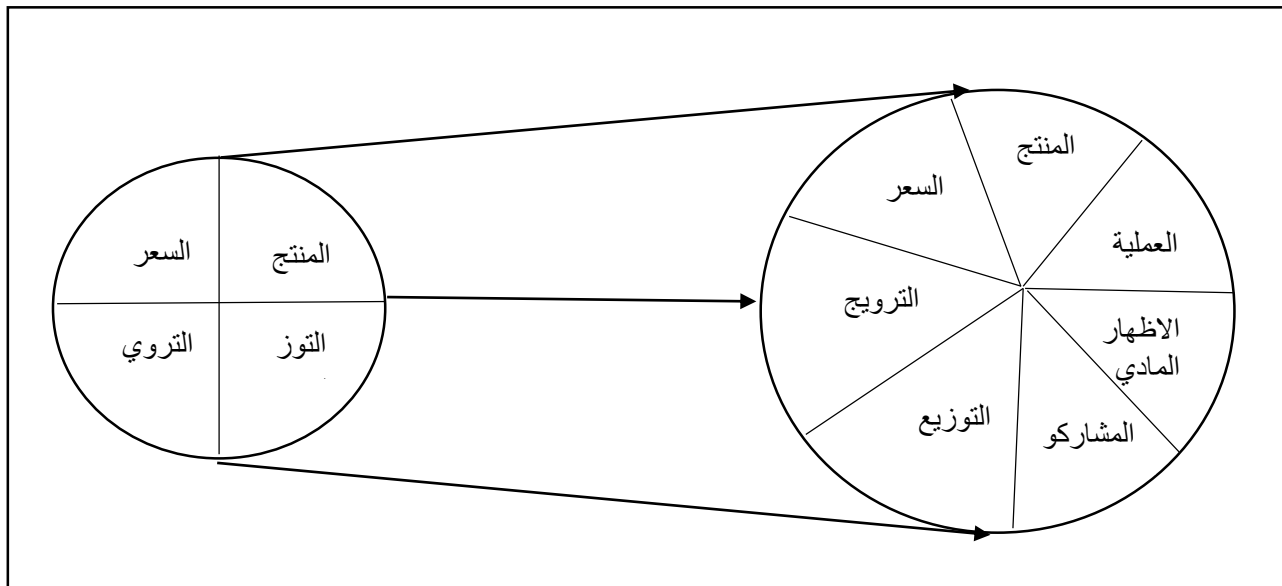 المنتج
السعر
التوز
التروي
المنتج
السعر
العملية
الترويج
الاظهار
المادي
التوزيع
المشاركو